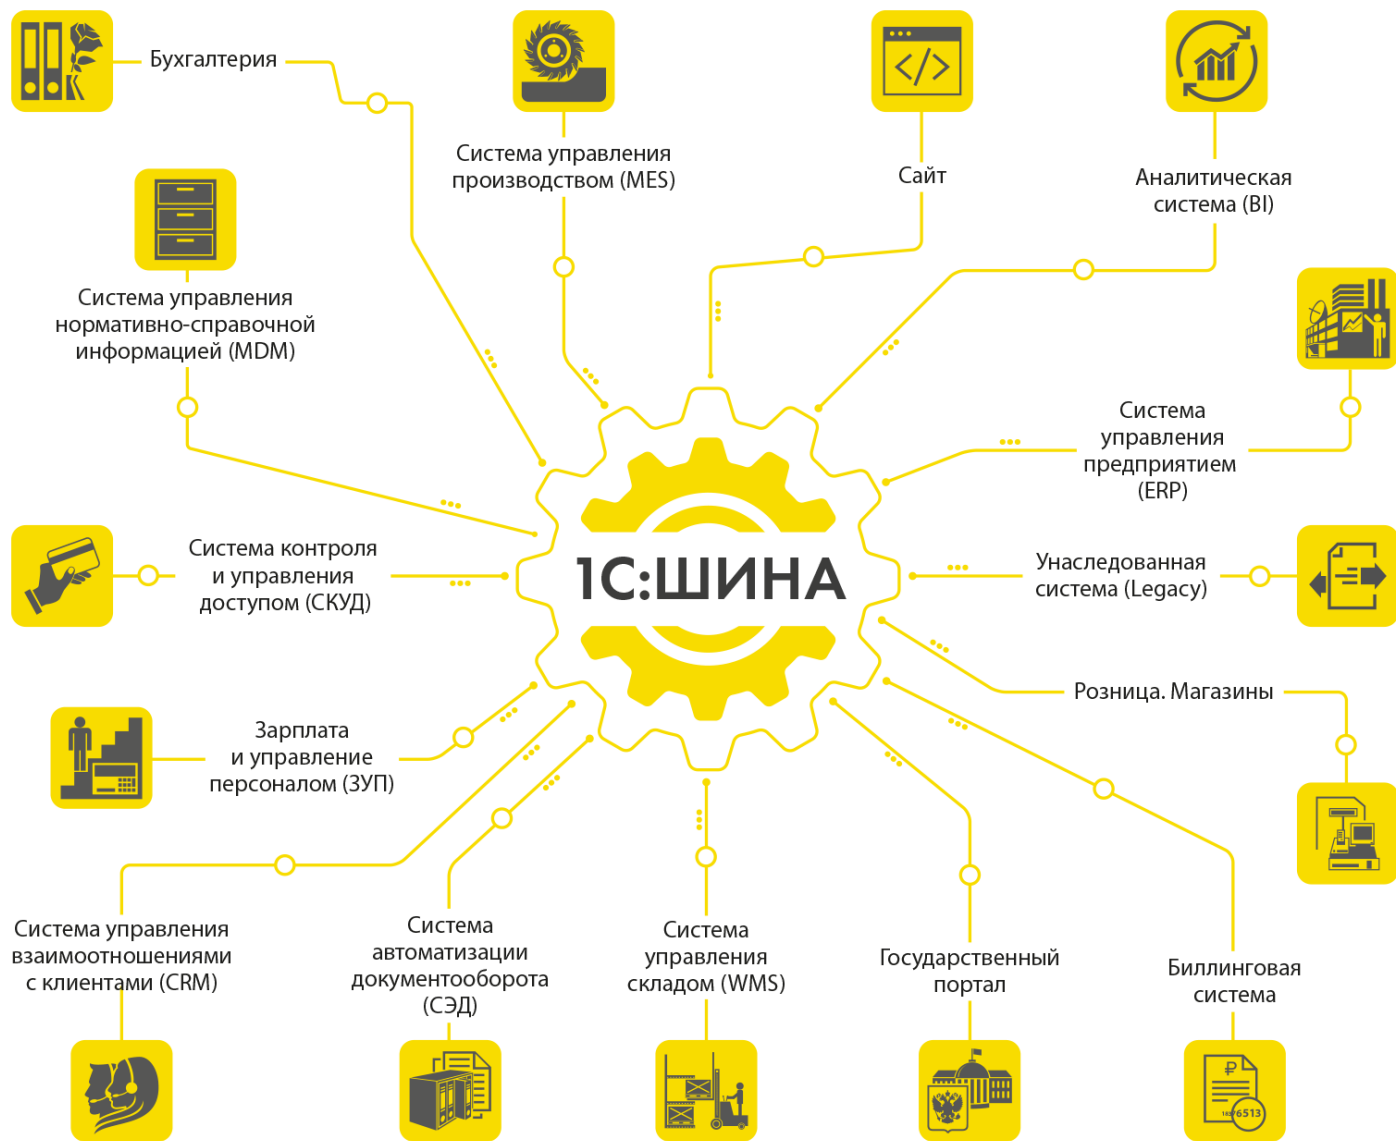 Бухгалтерия
Система управления
производством (MES)
Сайт
Аналитическая
система (BI)
Система управления
нормативно-справочной
информацией (MDM)
Система
управления
предприятием
(ERP)
Система контроля
и управления
доступом (СКУД)
1С:ШИНА
Унаследованная
система (Legacy)
Розница. Магазины
Зарплата
и управление
персоналом (ЗУП)
Система управления
взаимоотношениями
с клиентами (CRM)
Система
автоматизации
документооборота
(СЭД)
Система
управления
складом (WMS)
Государственный
портал
Биллинговая
система
₽